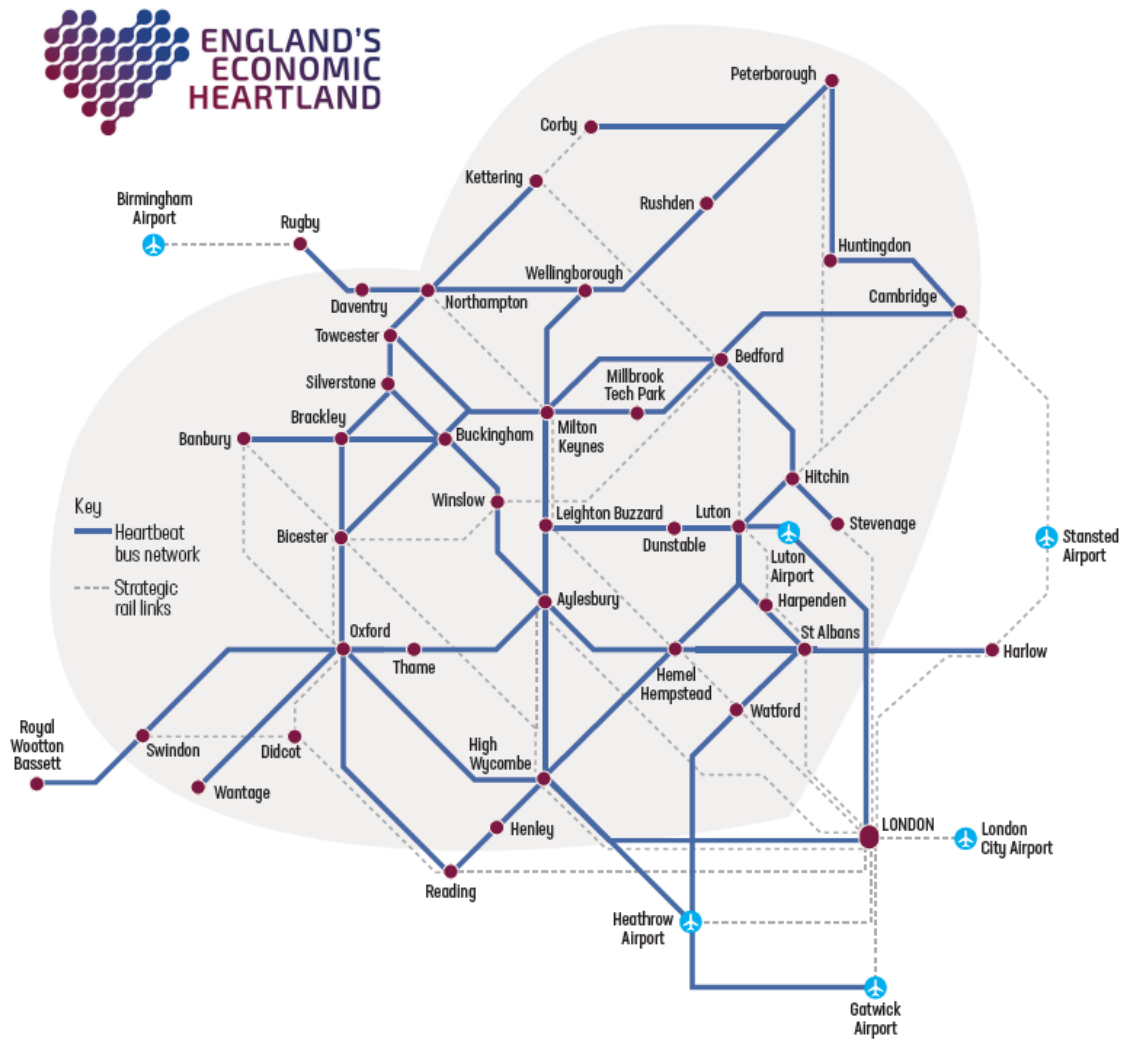 ENGLAND'S
ECONOMIC
HEARTLAND
Peterborough
Corby
Kettering
Birmingham
Airport
Rugby
Rushden
Huntingdon
Wellingborough
Cambridge
Daventry
Northampton
Towcester
Bedford
Silverstone
Millbrook
Tech Park
Brackley
Banbury
Buckingham
Milton
Keynes
Hitchin
Key
Heartbeat
bus network
Strategic
rail links
Winslow
Leighton Buzzard
Luton
Stevenage
Bicester
Dunstable
Luton
Airport
Stansted
Airport
Aylesbury
Harpenden
Oxford
St Albans
Thame
Hemel
Hempstead
Harlow
Royal
Wootton
Bassett
Swindon
Didcot
High
Wycombe
Watford
Wantage
Henley
LONDON
London
City Airport
Reading
Heathrow
Airport
Gatwick
Airport